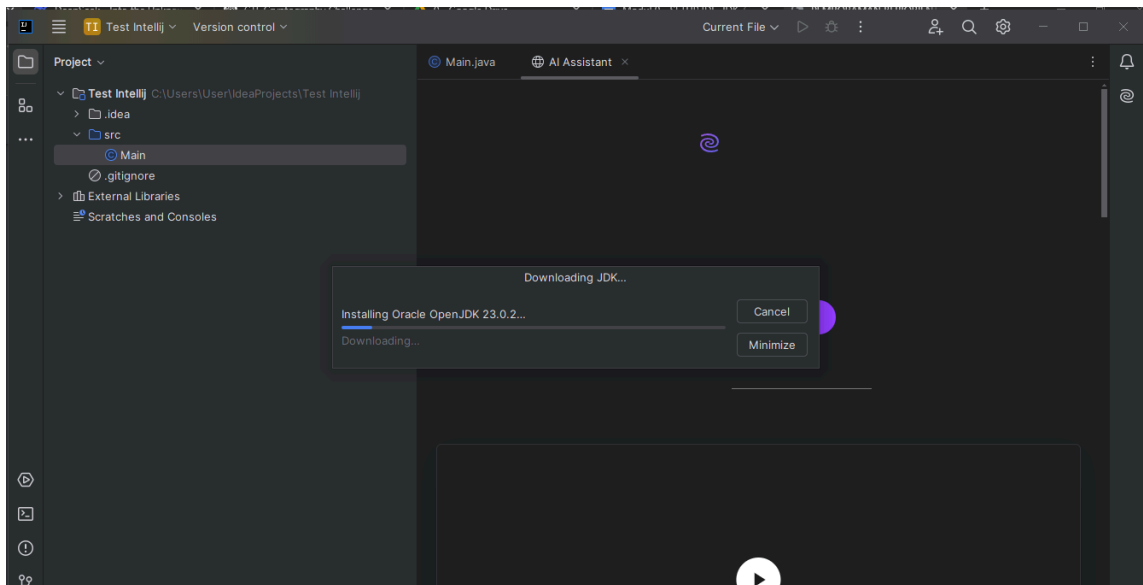 TI Test Intellij Version control
Current File
Project
Main.java
AI Assistant
Test Intellij C:\Users\User\IdeaProjects\Test Intellij
.idea
src
Main
.gitignore
External Libraries
Scratches and Consoles
Downloading JDK...
Installing Oracle OpenJDK 23.0.2...
Cancel
Downloading...
Minimize